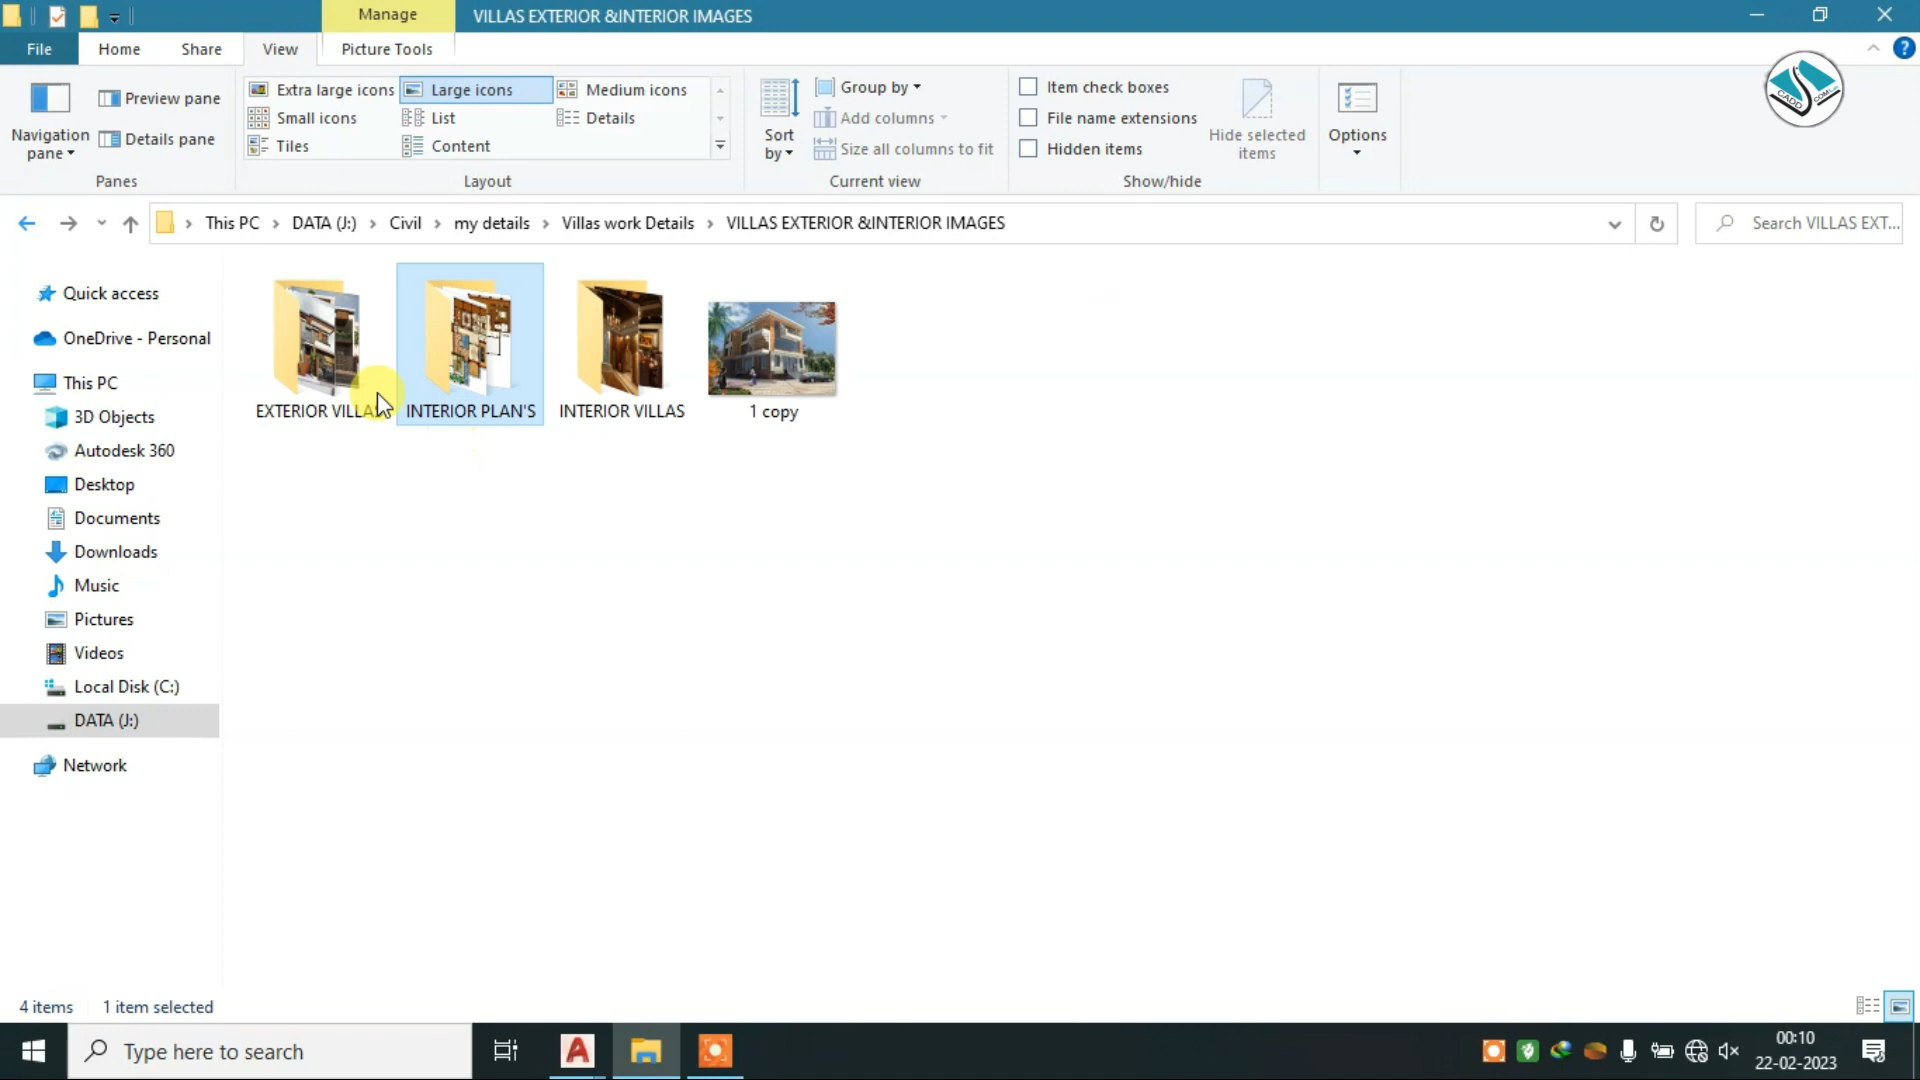 Manage
VILLAS EXTERIOR &INTERIOR IMAGES
File
Home
Share
View
Picture Tools
Navigation pane
Preview pane
Details pane
Panes
Extra large icons
Large icons
Medium icons
Small icons
List
Details
Tiles
Content
Layout
Sort by
Group by
Add columns
Size all columns to fit
Current view
Item check boxes
File name extensions
Hidden items
Show/hide
Hide selected items
Options
CADD COM
This PC
DATA (J:)
Civil
my details
Villas work Details
VILLAS EXTERIOR &INTERIOR IMAGES
Search VILLAS EXT...
Quick access
OneDrive - Personal
This PC
3D Objects
Autodesk 360
Desktop
Documents
Downloads
Music
Pictures
Videos
Local Disk (C:)
DATA (J:)
Network
EXTERIOR VILLAS
INTERIOR PLAN'S
INTERIOR VILLAS
1 copy
4 items
1 item selected
Type here to search
00:10
22-02-2023